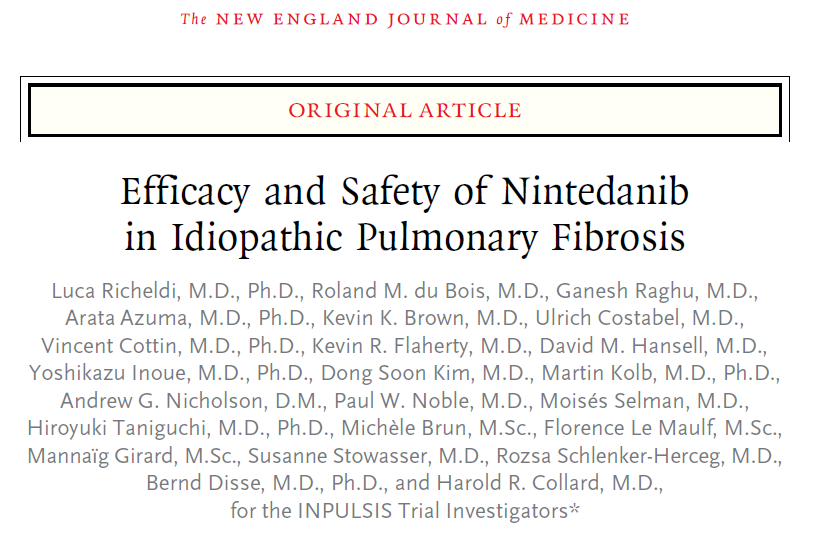 The NEW ENGLAND JOURNAL of MEDICINE
ORIGINAL ARTICLE
Efficacy and Safety of Nintedanib
in Idiopathic Pulmonary Fibrosis
Luca Richeldi, M.D., Ph.D., Roland M. du Bois, M.D., Ganesh Raghu, M.D.,
Arata Azuma, M.D., Ph.D., Kevin K. Brown, M.D., Ulrich Costabel, M.D.,
Vincent Cottin, M.D., Ph.D., Kevin R. Flaherty, M.D., David M. Hansell, M.D.,
Yoshikazu Inoue, M.D., Ph.D., Dong Soon Kim, M.D., Martin Kolb, M.D., Ph.D.,
Andrew G. Nicholson, D.M., Paul W. Noble, M.D., Moisés Selman, M.D.,
Hiroyuki Taniguchi, M.D., Ph.D., Michèle Brun, M.Sc., Florence Le Maulf, M.Sc.,
Mannaïg Girard, M.Sc., Susanne Stowasser, M.D., Rozsa Schlenker-Herceg, M.D.,
Bernd Disse, M.D., Ph.D., and Harold R. Collard, M.D.,
for the INPULSIS Trial Investigators*